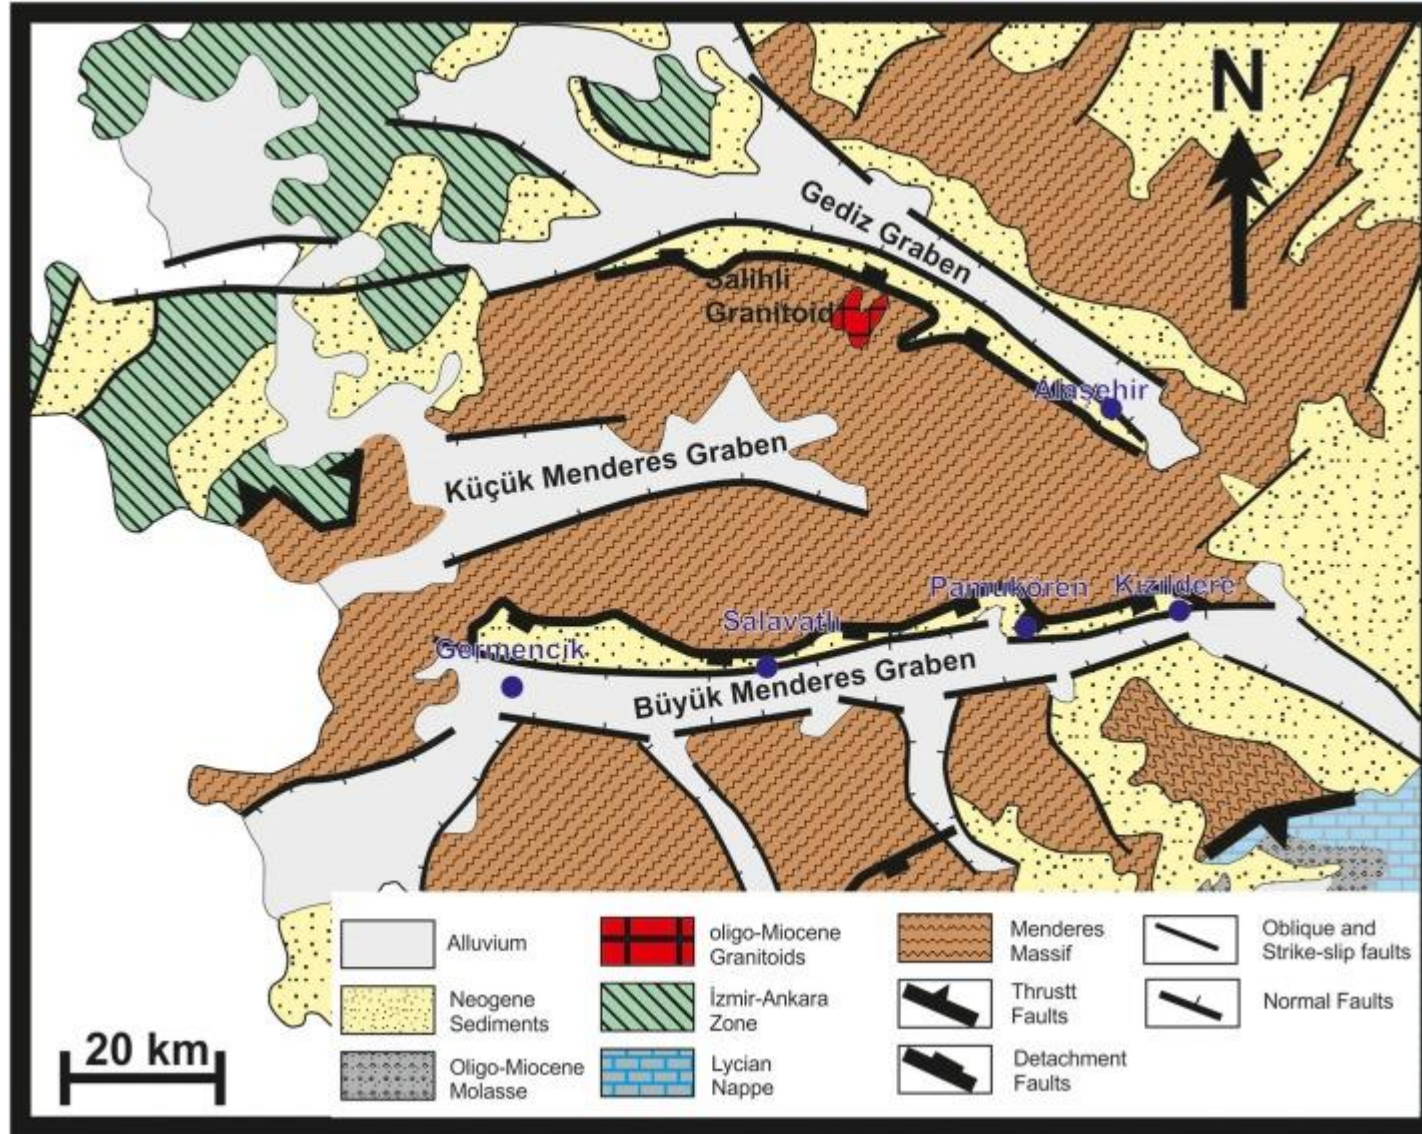 N
Gediz Graben
Salihli
Granitoid
Alaşehir
Küçük Menderes Graben
Pamukören
Kızıldere
Salavatlı
Germencik
Büyük Menderes Graben
Alluvium
oligo-Miocene
Granitoids
Menderes
Massif
Oblique and
Strike-slip faults
Neogene
Sediments
İzmir-Ankara
Zone
Thrustt
Faults
Normal Faults
20 km
Oligo-Miocene
Molasse
Lycian
Nappe
Detachment
Faults